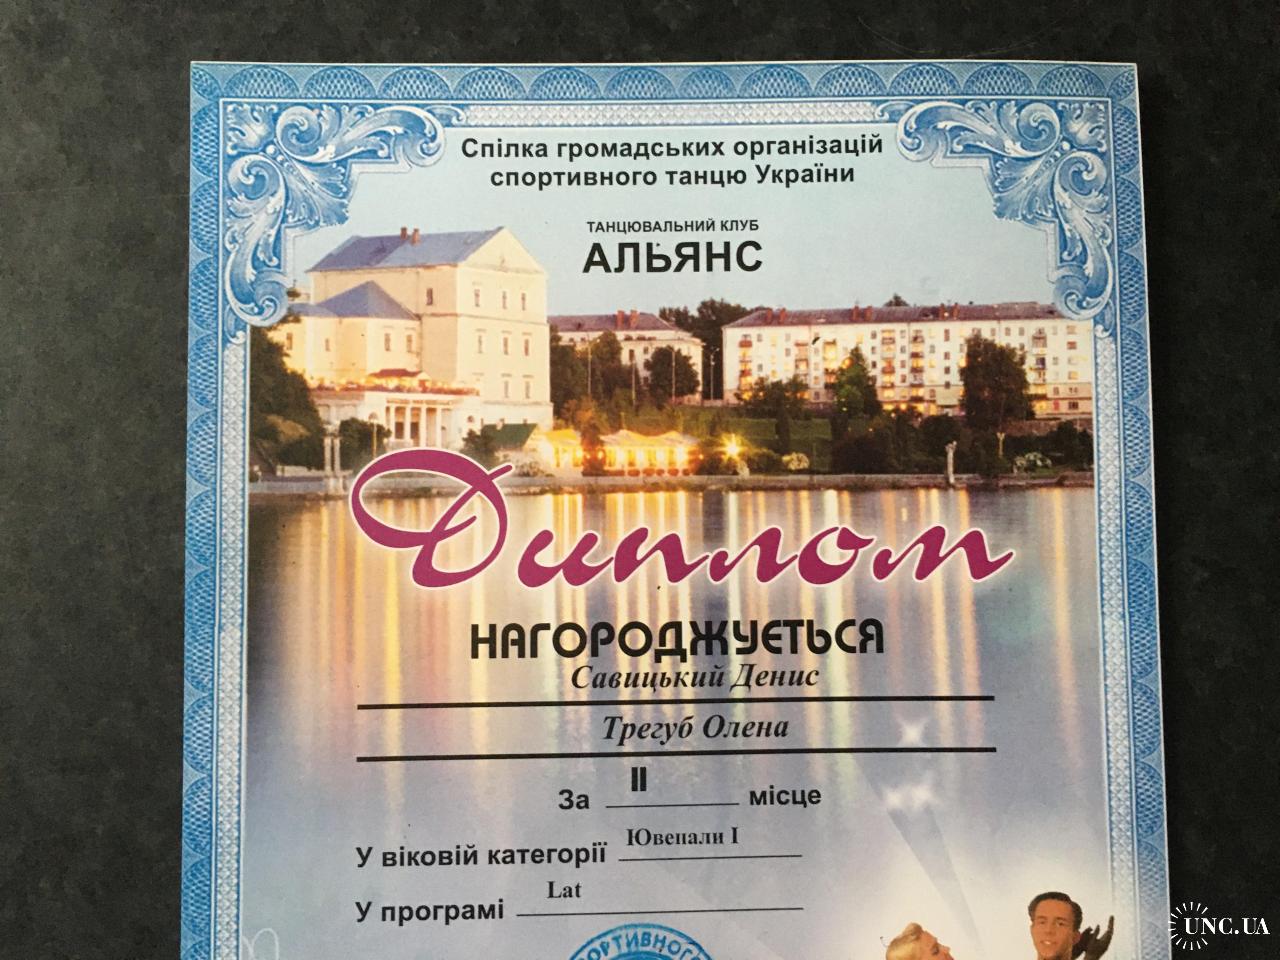 Спілка громадських організацій
спортивного танцю України
ТАНЦЮВАЛЬНИЙ КЛУБ
АЛЬЯНС
Диплом
НАГОРОДЖУЄТЬСЯ
Савицький Денис
Трегуб Олена
За II місце
У віковій категорії Ювенали I
У програмі Lat
ОРТИВНОГО
UNC.UA